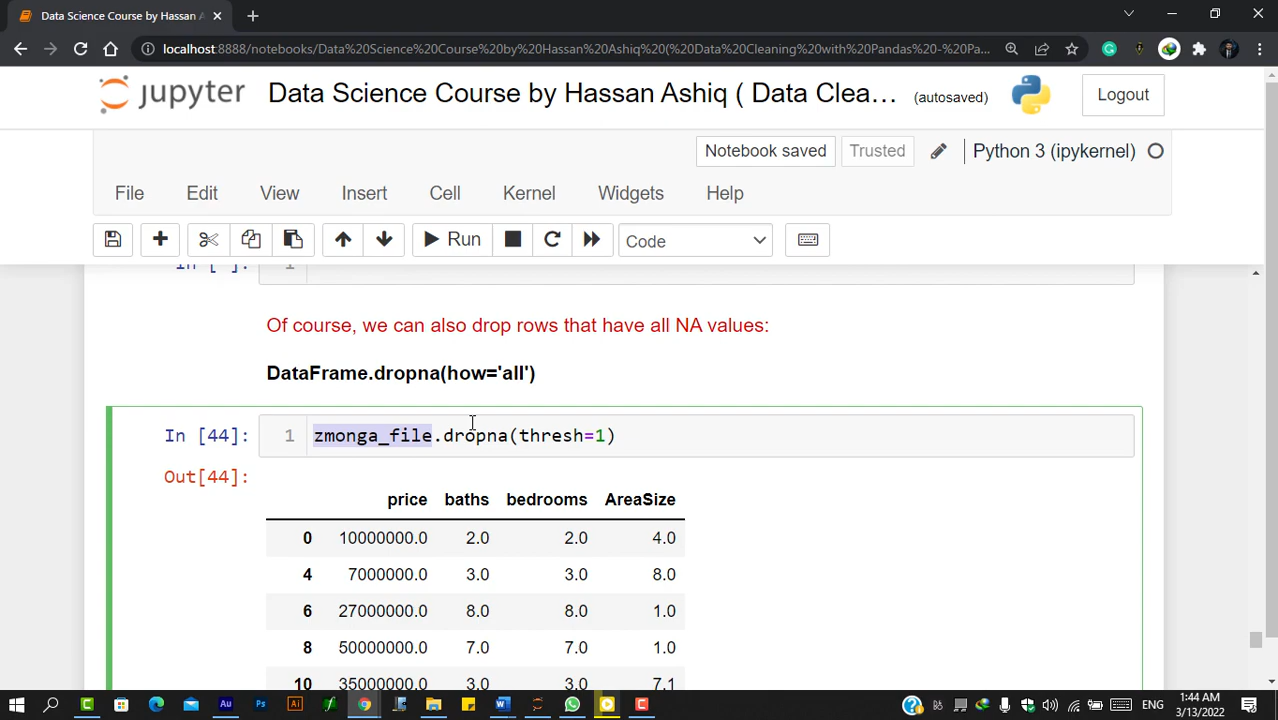 Data Science Course by Hassan A
localhost:8888/notebooks/Data%20Science%20Course%20by%20Hassan%20Ashiq%20(%20Data%20Cleaning%20with%20Pandas%20-%20Pa...
jupyter Data Science Course by Hassan Ashiq ( Data Clea... (autosaved) Logout
Notebook saved Trusted Python 3 (ipykernel)
File Edit View Insert Cell Kernel Widgets Help
Run Code
In [ ]: 1
Of course, we can also drop rows that have all NA values:
DataFrame.dropna(how='all')
In [44]: 1 zmonga_file.dropna(thresh=1)
Out[44]:
price baths bedrooms AreaSize
0 10000000.0 2.0 2.0 4.0
4 7000000.0 3.0 3.0 8.0
6 27000000.0 8.0 8.0 1.0
8 50000000.0 7.0 7.0 1.0
10 35000000.0 3.0 3.0 7.1
ENG 1:44 AM
3/13/2022